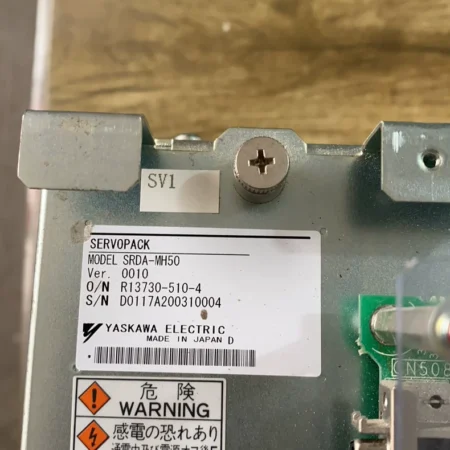 SV1
SERVOPACK
MODEL SRDA-MH50
Ver. 0010
O/N R13730-510-4
S/N D0117A200310004
YASKAWA ELECTRIC
MADE IN JAPAN D
CN508
危険
WARNING
感電の恐れあり